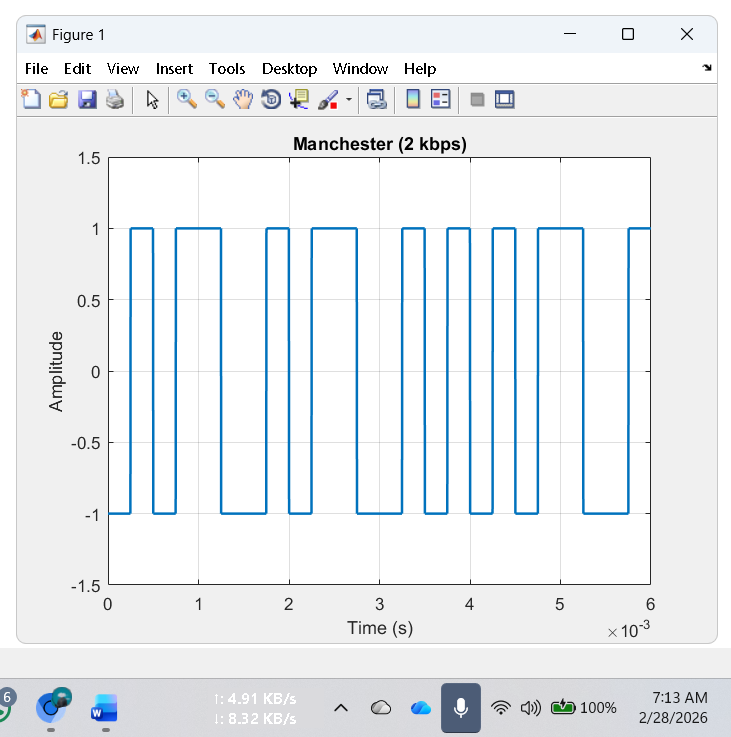 Figure 1
File Edit View Insert Tools Desktop Window Help
Manchester (2 kbps)
1.5
1
0.5
0
-0.5
-1
-1.5
Amplitude
0 1 2 3 4 5 6
Time (s)
×10-3
6
W
↑: 4.91 KB/s
↓: 8.32 KB/s
100%
7:13 AM
2/28/2026